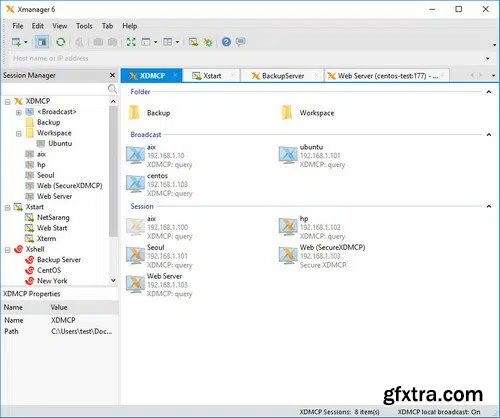 Xmanager 6
File Edit View Sessions Tools Tab Help
Host name or IP address
Session Manager
XDMCP
Xstart
BackupServer
Web Server (centos-test:177) - ...
XDMCP
<Broadcast>
Backup
Workspace
Ubuntu
aix
hp
Seoul
Web (SecureXDMCP)
Web Server
Xstart
NetSarang
Web Start
Xterm
Xshell
Backup Server
CentOS
New York
XDMCP Properties
Name Value
Name XDMCP
Path C:\Users\test\Doc...
Folder
Backup
Workspace
Broadcast
aix
192.168.1.10
XDMCP: query
ubuntu
192.168.1.101
XDMCP: query
centos
192.168.1.103
XDMCP: query
Session
aix
192.168.1.100
XDMCP: query
hp
192.168.1.102
XDMCP: query
Seoul
192.168.1.101
XDMCP: query
Web (SecureXDMCP)
192.168.1.103
Secure XDMCP
Web Server
192.168.1.103
XDMCP: query
XDMCP Sessions: 8 item(s)
XDMCP local broadcast: On
gfxtra.com